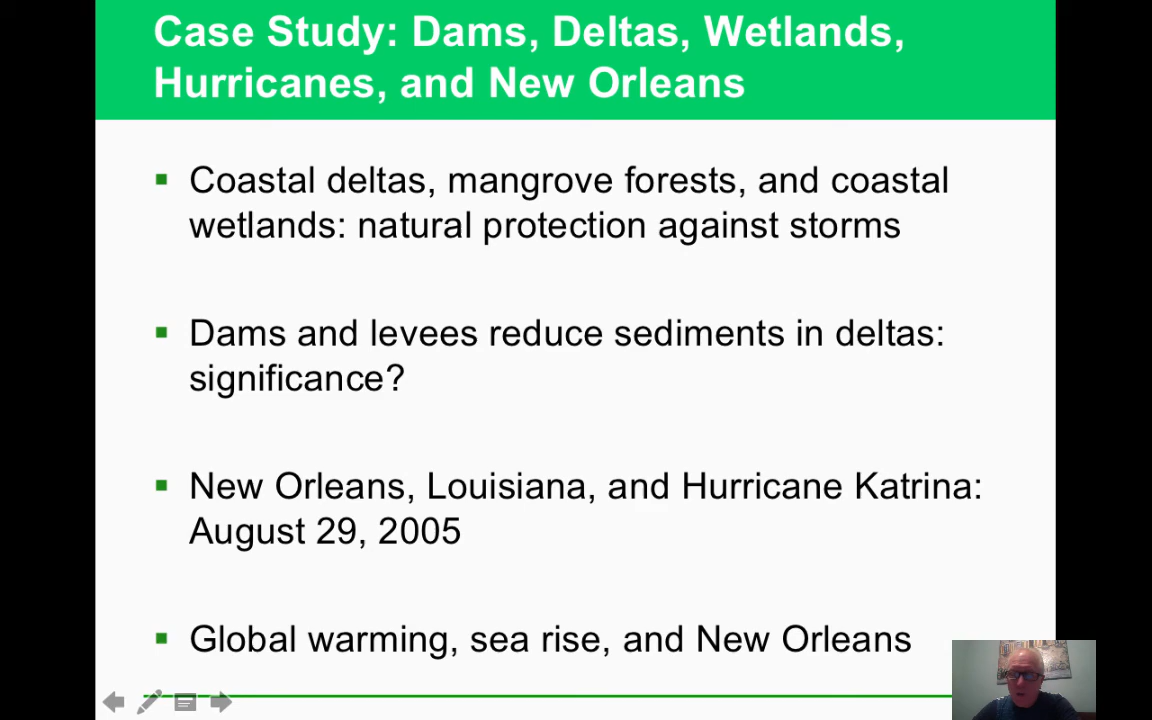 Case Study: Dams, Deltas, Wetlands,
Hurricanes, and New Orleans
Coastal deltas, mangrove forests, and coastal
wetlands: natural protection against storms
Dams and levees reduce sediments in deltas:
significance?
New Orleans, Louisiana, and Hurricane Katrina:
August 29, 2005
Global warming, sea rise, and New Orleans